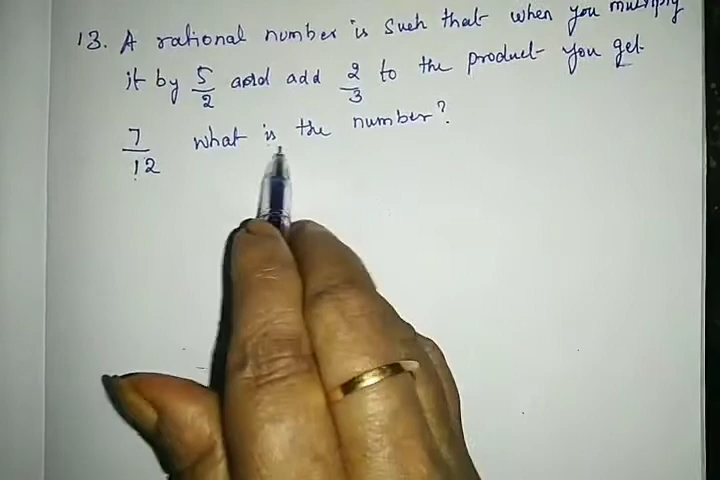 13. A rational number is such that when you multiply
it by 5/2 and add 2/3 to the product you get
7/12 what is the number?